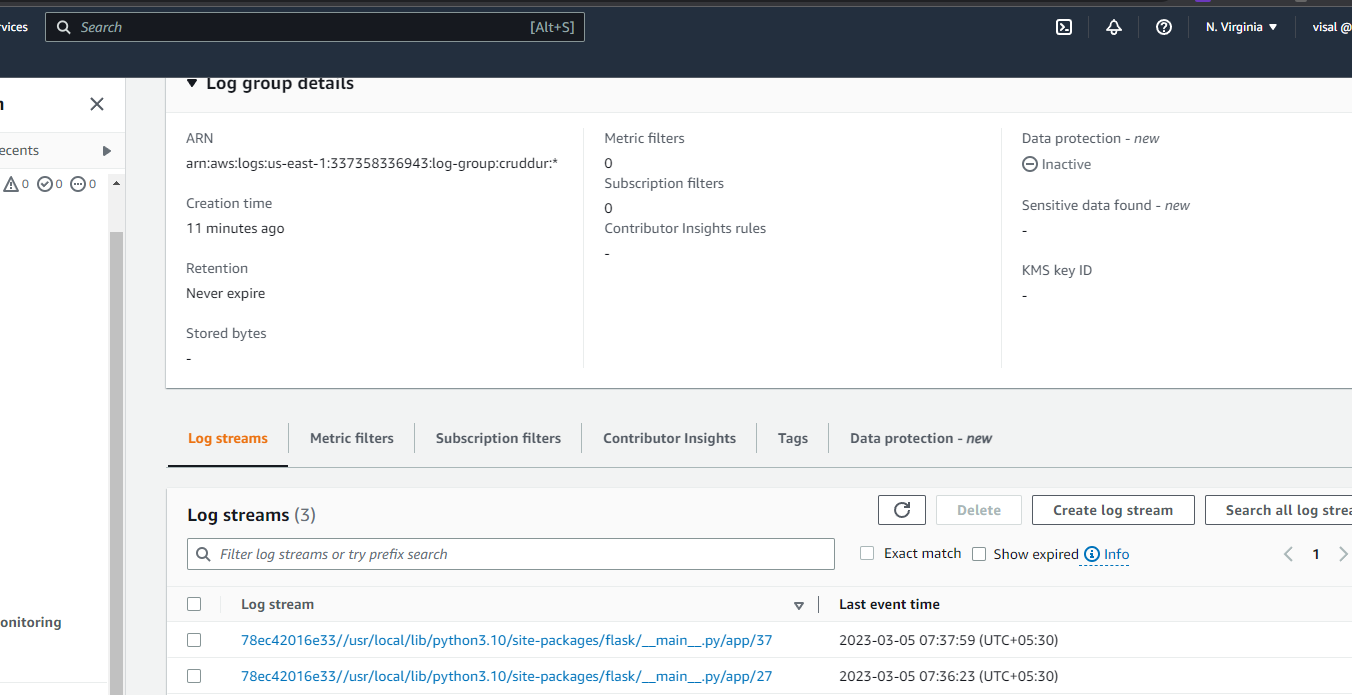 rvices
Search [Alt+S]
N. Virginia
visal @
Log group details
n
ecents
0 0 0
onitoring
ARN
arn:aws:logs:us-east-1:337358336943:log-group:cruddur:*
Creation time
11 minutes ago
Retention
Never expire
Stored bytes
-
Metric filters
0
Subscription filters
0
Contributor Insights rules
-
Data protection - new
Inactive
Sensitive data found - new
-
KMS key ID
-
Log streams Metric filters Subscription filters Contributor Insights Tags Data protection - new
Log streams (3)
Delete Create log stream Search all log strea
Filter log streams or try prefix search
Exact match Show expired Info 1
Log stream Last event time
78ec42016e33//usr/local/lib/python3.10/site-packages/flask/__main__.py/app/37 2023-03-05 07:37:59 (UTC+05:30)
78ec42016e33//usr/local/lib/python3.10/site-packages/flask/__main__.py/app/27 2023-03-05 07:36:23 (UTC+05:30)